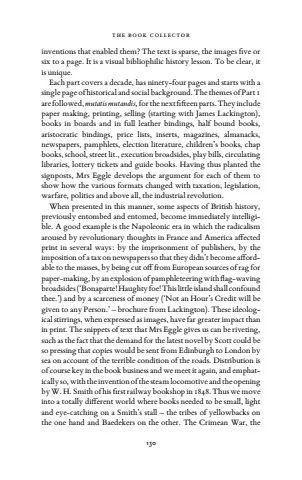 THE BOOK COLLECTOR
inventions that enabled them? The text is sparse, the images five or
six to a page. It is a visual bibliophilic history lesson. To be clear, it
is unique.
Each part covers a decade, has ninety-four pages and starts with a
single page of historical and social background. The themes of Part 1
are followed, mutatis mutandis, for the next fifteen parts. They include
paper making, printing, selling (starting with James Lackington),
books in boards and in full leather bindings, half bound books,
aristocratic bindings, price lists, inserts, magazines, almanacks,
newspapers, pamphlets, election literature, children's books, chap
books, school, street lit., execution broadsides, play bills, circulating
libraries, lottery tickets and guide books. Having thus planted the
signposts, Mrs Eggle develops the argument for each of them to
show how the various formats changed with taxation, legislation,
warfare, politics and above all, the industrial revolution.
When presented in this manner, some aspects of British history,
previously entombed and entomed, become immediately intelligi-
ble. A good example is the Napoleonic era in which the radicalism
aroused by revolutionary thoughts in France and America affected
print in several ways: by the imprisonment of publishers, by the
imposition of a tax on newspapers so that they didn't become afford-
able to the masses, by being cut off from European sources of rag for
paper-making, by an explosion of pamphleteering with flag-waving
broadsides ('Bonaparte! Haughty foe! This little island shall confound
thee.') and by a scarceness of money ('Not an Hour's Credit will be
given to any Person.' – brochure from Lackington). These ideolog-
ical stirrings, when expressed as images, have far greater impact than
in print. The snippets of text that Mrs Eggle gives us can be riveting,
such as the fact that the demand for the latest novel by Scott could be
so pressing that copies would be sent from Edinburgh to London by
sea on account of the terrible condition of the roads. Distribution is
of course key in the book business and we meet it again, and emphat-
ically so, with the invention of the steam locomotive and the opening
by W. H. Smith of his first railway bookshop in 1848. Thus we move
into a totally different world where books needed to be small, light
and eye-catching on a Smith's stall – the tribes of yellowbacks on
the one hand and Baedekers on the other. The Crimean War, the
130